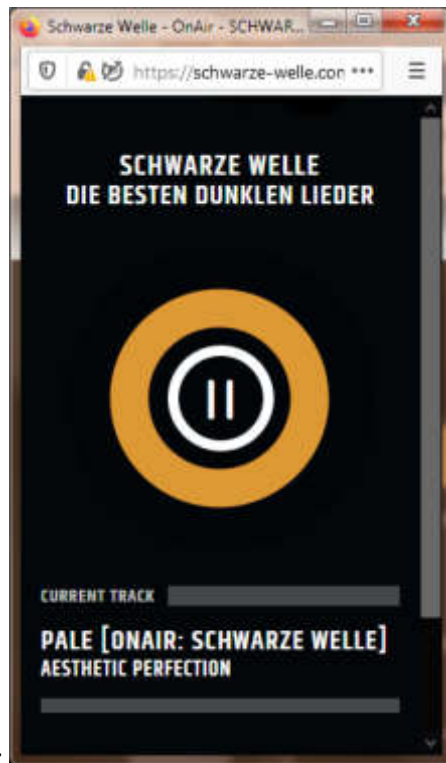 Schwarze Welle - OnAir - SCHWAR...
https://schwarze-welle.con
SCHWARZE WELLE
DIE BESTEN DUNKLEN LIEDER
CURRENT TRACK
PALE [ONAIR: SCHWARZE WELLE]
AESTHETIC PERFECTION